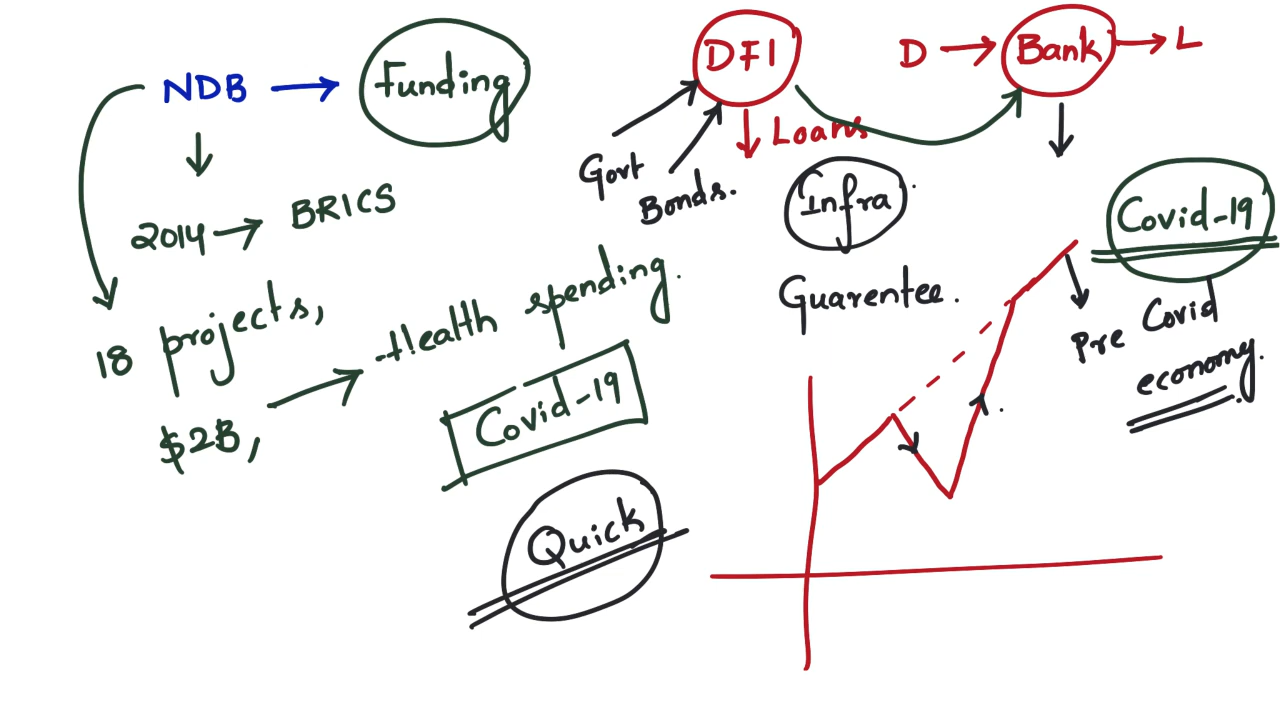 NDB → Funding
2014 → BRICS
18 projects,
$2B, → Health spending.
Covid-19
Quick
DFI
Govt
Bonds.
Loans
Infra
Guarentee.
D → Bank → L
Covid-19
Pre Covid
economy.